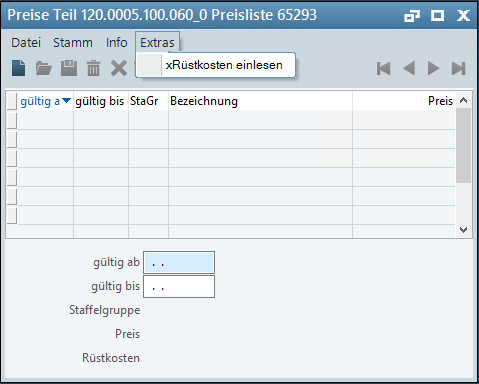 Preise Teil 120.0005.100.060_0 Preisliste 65293
Datei Stamm Info Extras
xRüstkosten einlesen
gültig a gültig bis StaGr Bezeichnung Preis
gültig ab . .
gültig bis . .
Staffelgruppe
Preis
Rüstkosten